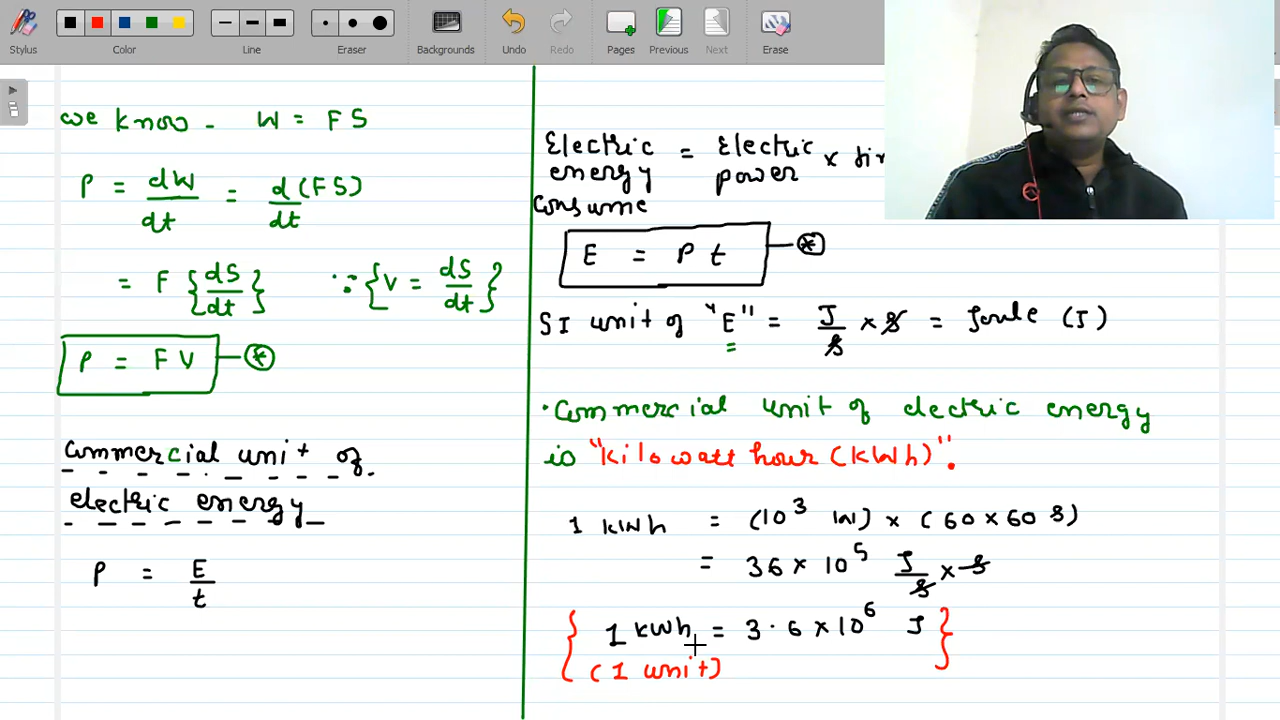 Stylus Color Line Eraser Backgrounds Undo Redo Pages Previous Next Erase
we know - W = FS
P = dW/dt = d(FS)/dt
= F {dS/dt} ∵ {V = dS/dt}
P = FV *
Commercial unit of
electric energy
P = E/t
Electric energy Consume = Electric power ×
E = P t *
SI unit of "E" = J/s × s = Joule (J)
• Commercial unit of electric energy
is "kilowatt hour (kWh)".
1 kWh = (10³ W) × (60 × 60 s)
= 36 × 10⁵ J/s × s
1 kWh = 3.6 × 10⁶ J
(1 unit)